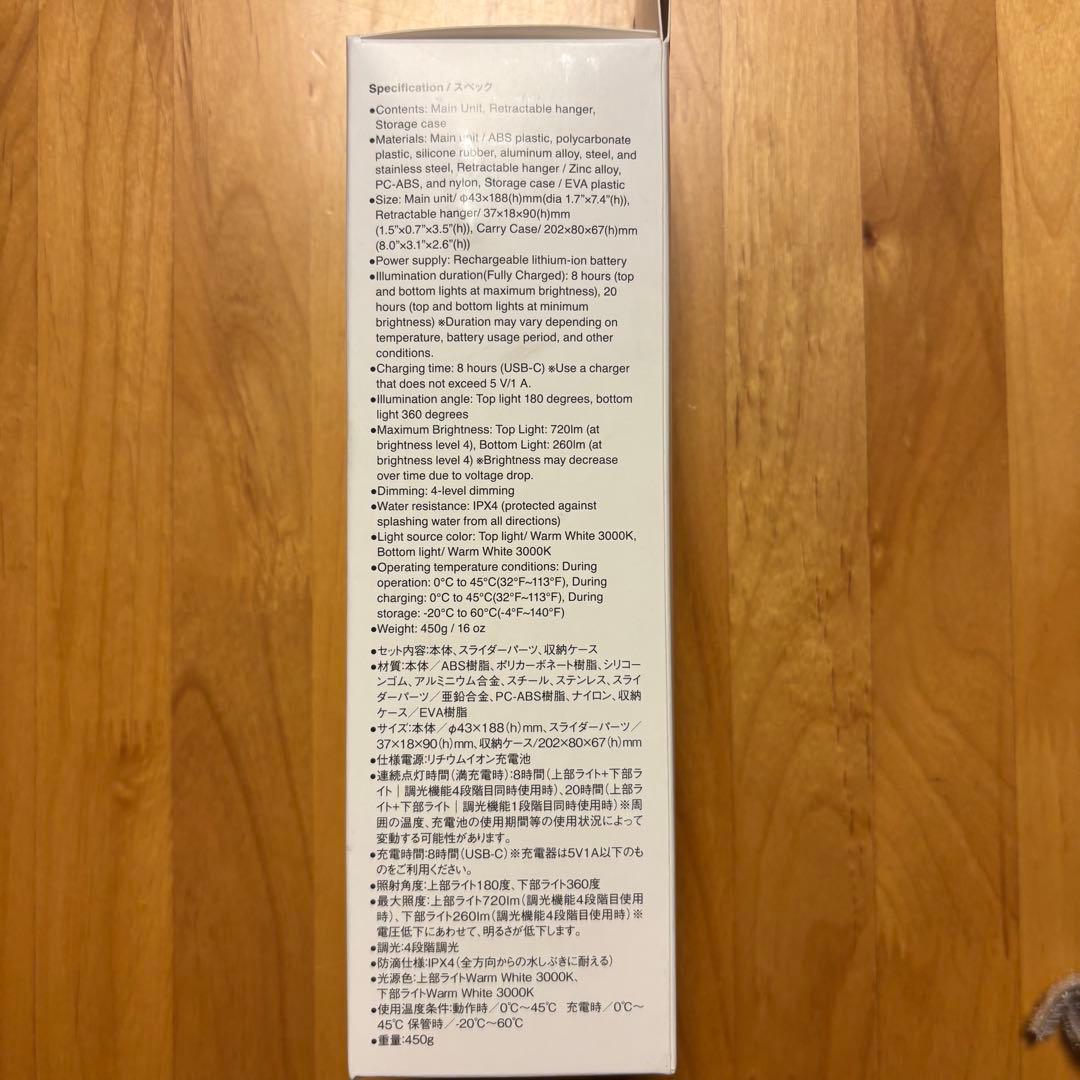 Specification / スペック
●Contents: Main Unit, Retractable hanger,
Storage case
●Materials: Main unit / ABS plastic, polycarbonate
plastic, silicone rubber, aluminum alloy, steel, and
stainless steel, Retractable hanger / Zinc alloy,
PC-ABS, and nylon, Storage case / EVA plastic
●Size: Main unit/ φ43×188(h)mm(dia 1.7"×7.4"(h)),
Retractable hanger/ 37×18×90(h)mm
(1.5"×0.7"×3.5"(h)), Carry Case/ 202×80×67(h)mm
(8.0"×3.1"×2.6"(h))
●Power supply: Rechargeable lithium-ion battery
●Illumination duration(Fully Charged): 8 hours (top
and bottom lights at maximum brightness), 20
hours (top and bottom lights at minimum
brightness) ※Duration may vary depending on
temperature, battery usage period, and other
conditions.
●Charging time: 8 hours (USB-C) ※Use a charger
that does not exceed 5 V/1 A.
●Illumination angle: Top light 180 degrees, bottom
light 360 degrees
●Maximum Brightness: Top Light: 720lm (at
brightness level 4), Bottom Light: 260lm (at
brightness level 4) ※Brightness may decrease
over time due to voltage drop.
●Dimming: 4-level dimming
●Water resistance: IPX4 (protected against
splashing water from all directions)
●Light source color: Top light/ Warm White 3000K,
Bottom light/ Warm White 3000K
●Operating temperature conditions: During
operation: 0°C to 45°C(32°F~113°F), During
charging: 0°C to 45°C(32°F~113°F), During
storage: -20°C to 60°C(-4°F~140°F)
●Weight: 450g / 16 oz
●セット内容:本体、スライダーパーツ、収納ケース
●材質:本体／ABS樹脂、ポリカーボネート樹脂、シリコー
ンゴム、アルミニウム合金、スチール、ステンレス、スライ
ダーパーツ／亜鉛合金、PC-ABS樹脂、ナイロン、収納
ケース／EVA樹脂
●サイズ:本体／φ43×188(h)mm、スライダーパーツ／
37×18×90(h)mm、収納ケース/202×80×67(h)mm
●仕様電源:リチウムイオン充電池
●連続点灯時間(満充電時):8時間(上部ライト+下部ラ
イト｜調光機能4段階目同時使用時)、20時間(上部ラ
イト+下部ライト｜調光機能1段階目同時使用時)※周
囲の温度、充電池の使用期間等の使用状況によって
変動する可能性があります。
●充電時間:8時間(USB-C)※充電器は5V1A以下のも
のをご利用ください。
●照射角度:上部ライト180度、下部ライト360度
●最大照度:上部ライト720lm(調光機能4段階目使用
時)、下部ライト260lm(調光機能4段階目使用時)※
電圧低下にあわせて、明るさが低下します。
●調光:4段階調光
●防滴仕様:IPX4(全方向からの水しぶきに耐える)
●光源色:上部ライトWarm White 3000K、
下部ライトWarm White 3000K
●使用温度条件:動作時／0℃〜45℃ 充電時／0℃〜
45℃ 保管時／-20℃〜60℃
●重量:450g